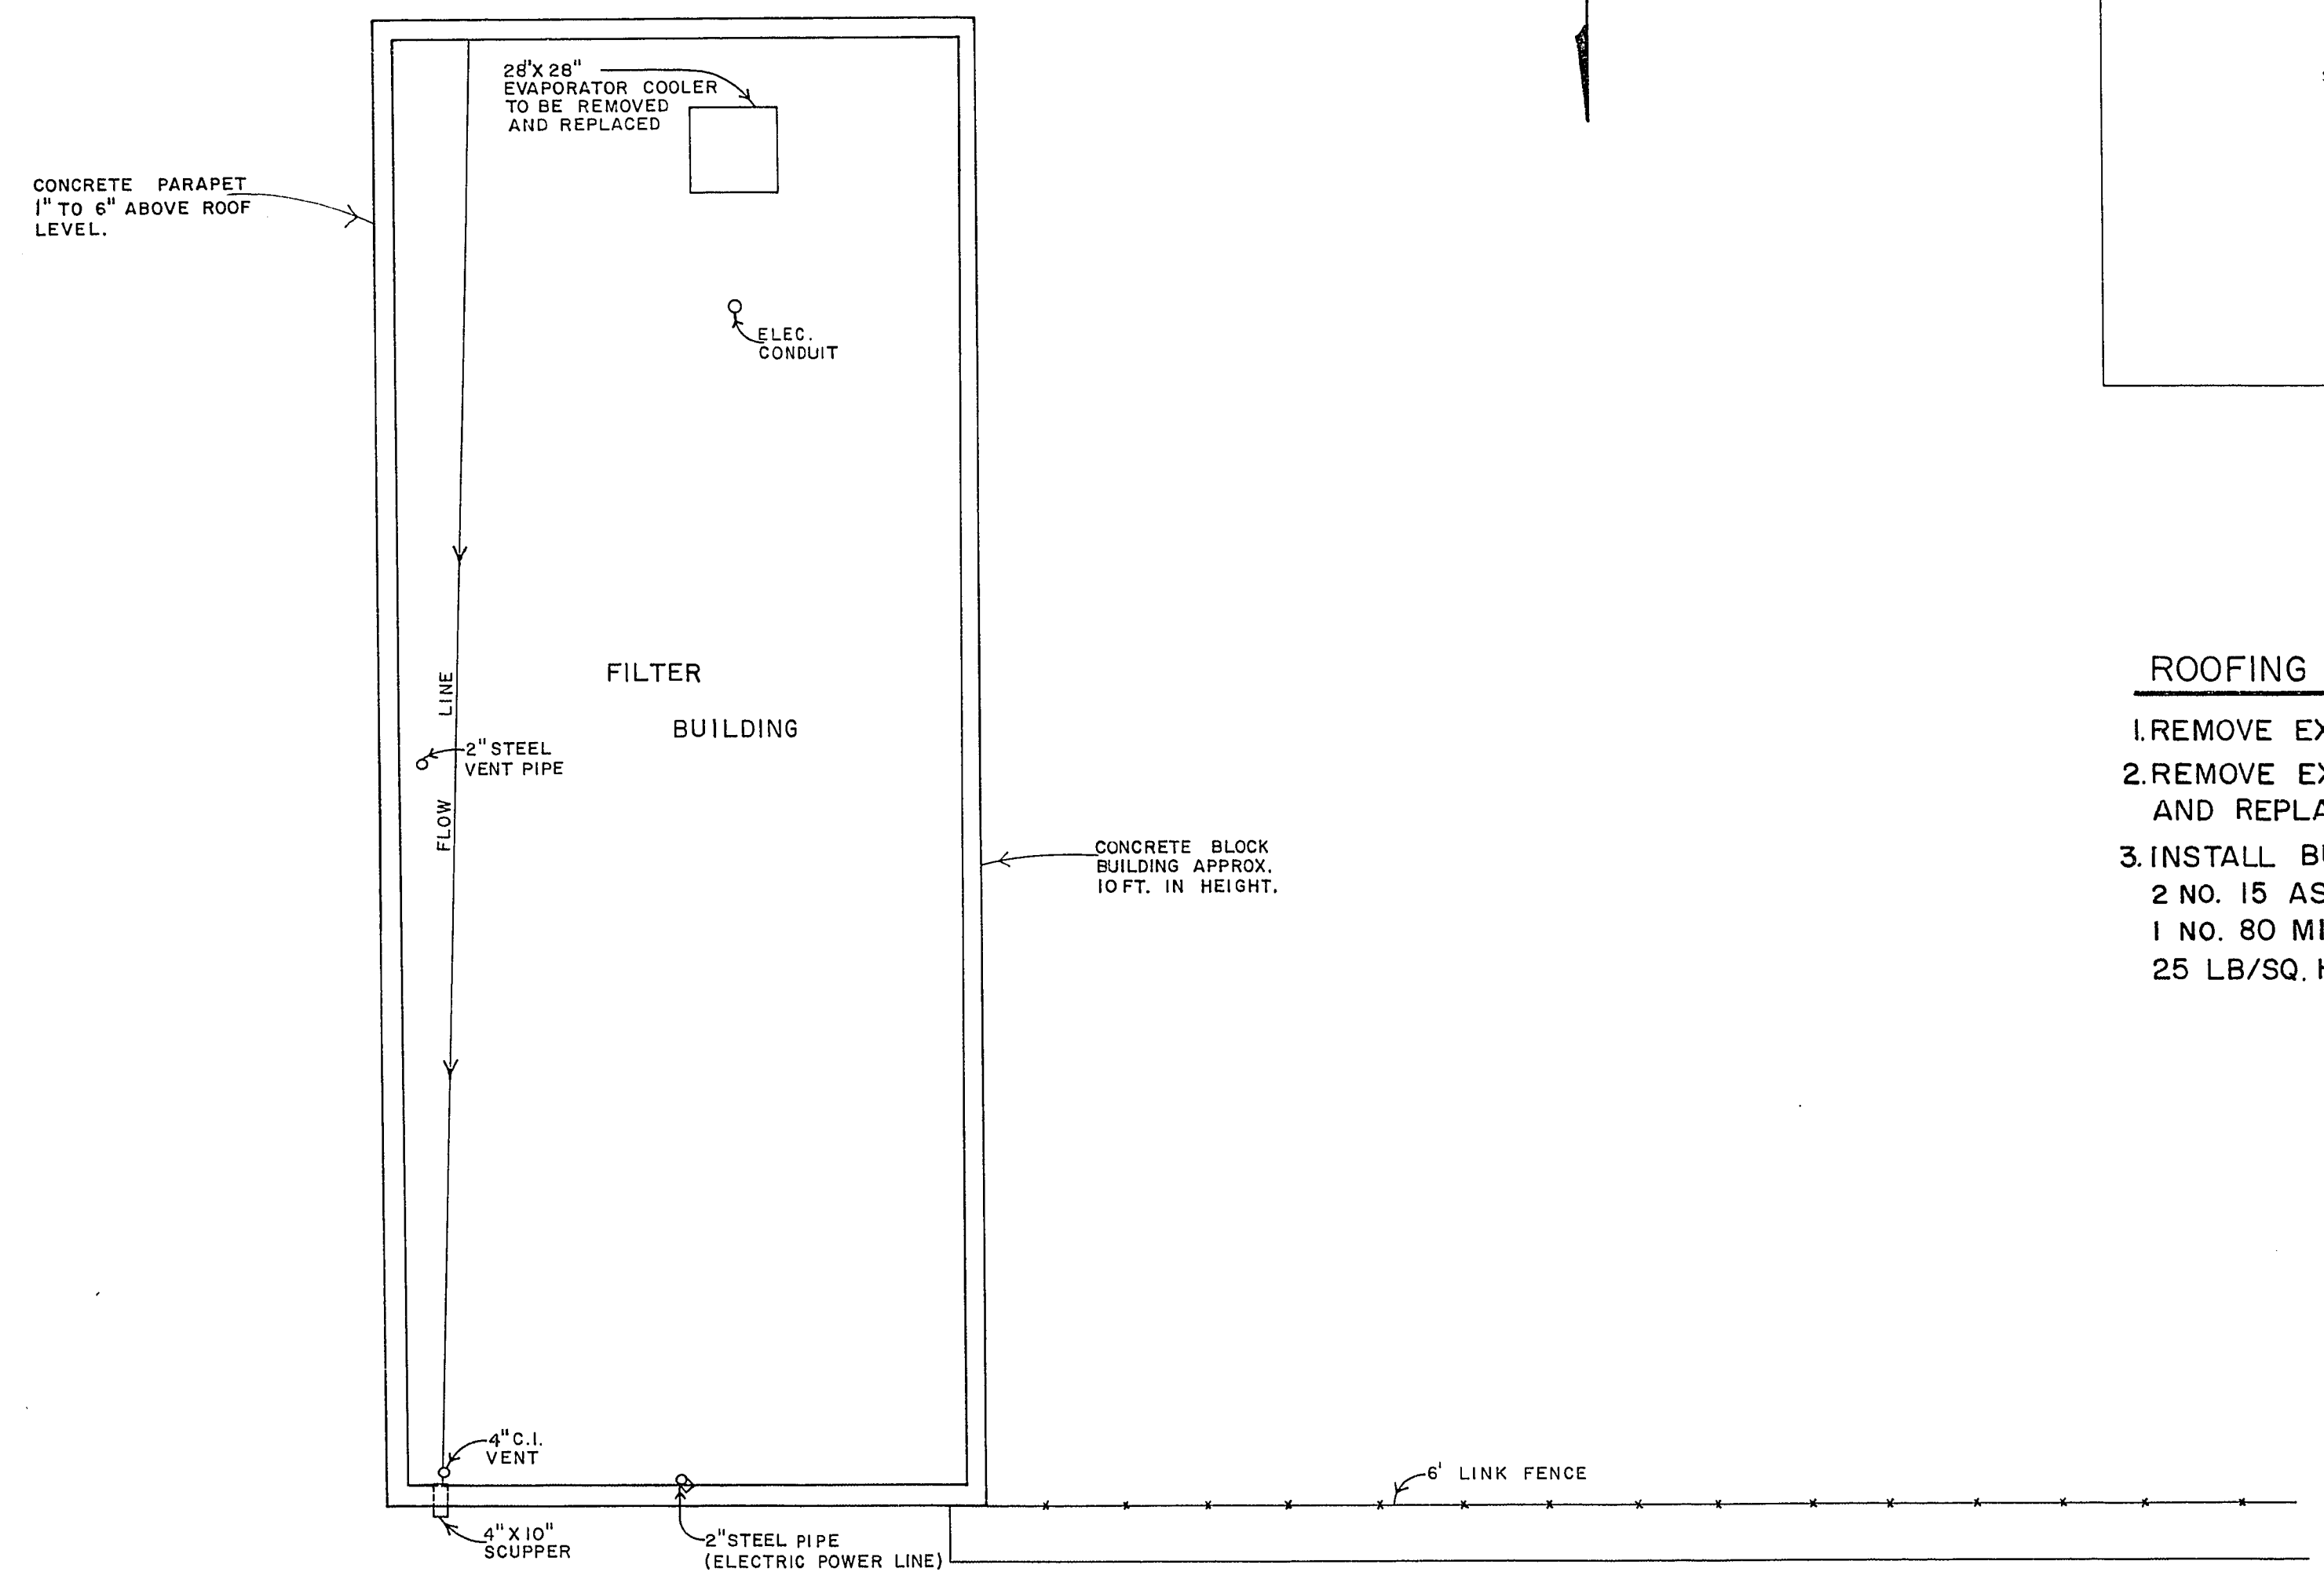 28"X 28"
EVAPORATOR COOLER
TO BE REMOVED
AND REPLACED
CONCRETE PARAPET
1" TO 6" ABOVE ROOF
LEVEL.
ELEC.
CONDUIT
FILTER
BUILDING
FLOW LINE
2" STEEL
VENT PIPE
CONCRETE BLOCK
BUILDING APPROX.
10 FT. IN HEIGHT.
4" C.I.
VENT
4" X 10"
SCUPPER
2" STEEL PIPE
(ELECTRIC POWER LINE)
6' LINK FENCE
ROOFING
1. REMOVE EX
2. REMOVE EX
AND REPLA
3. INSTALL BU
2 NO. 15 AS
1 NO. 80 MI
25 LB/SQ. H